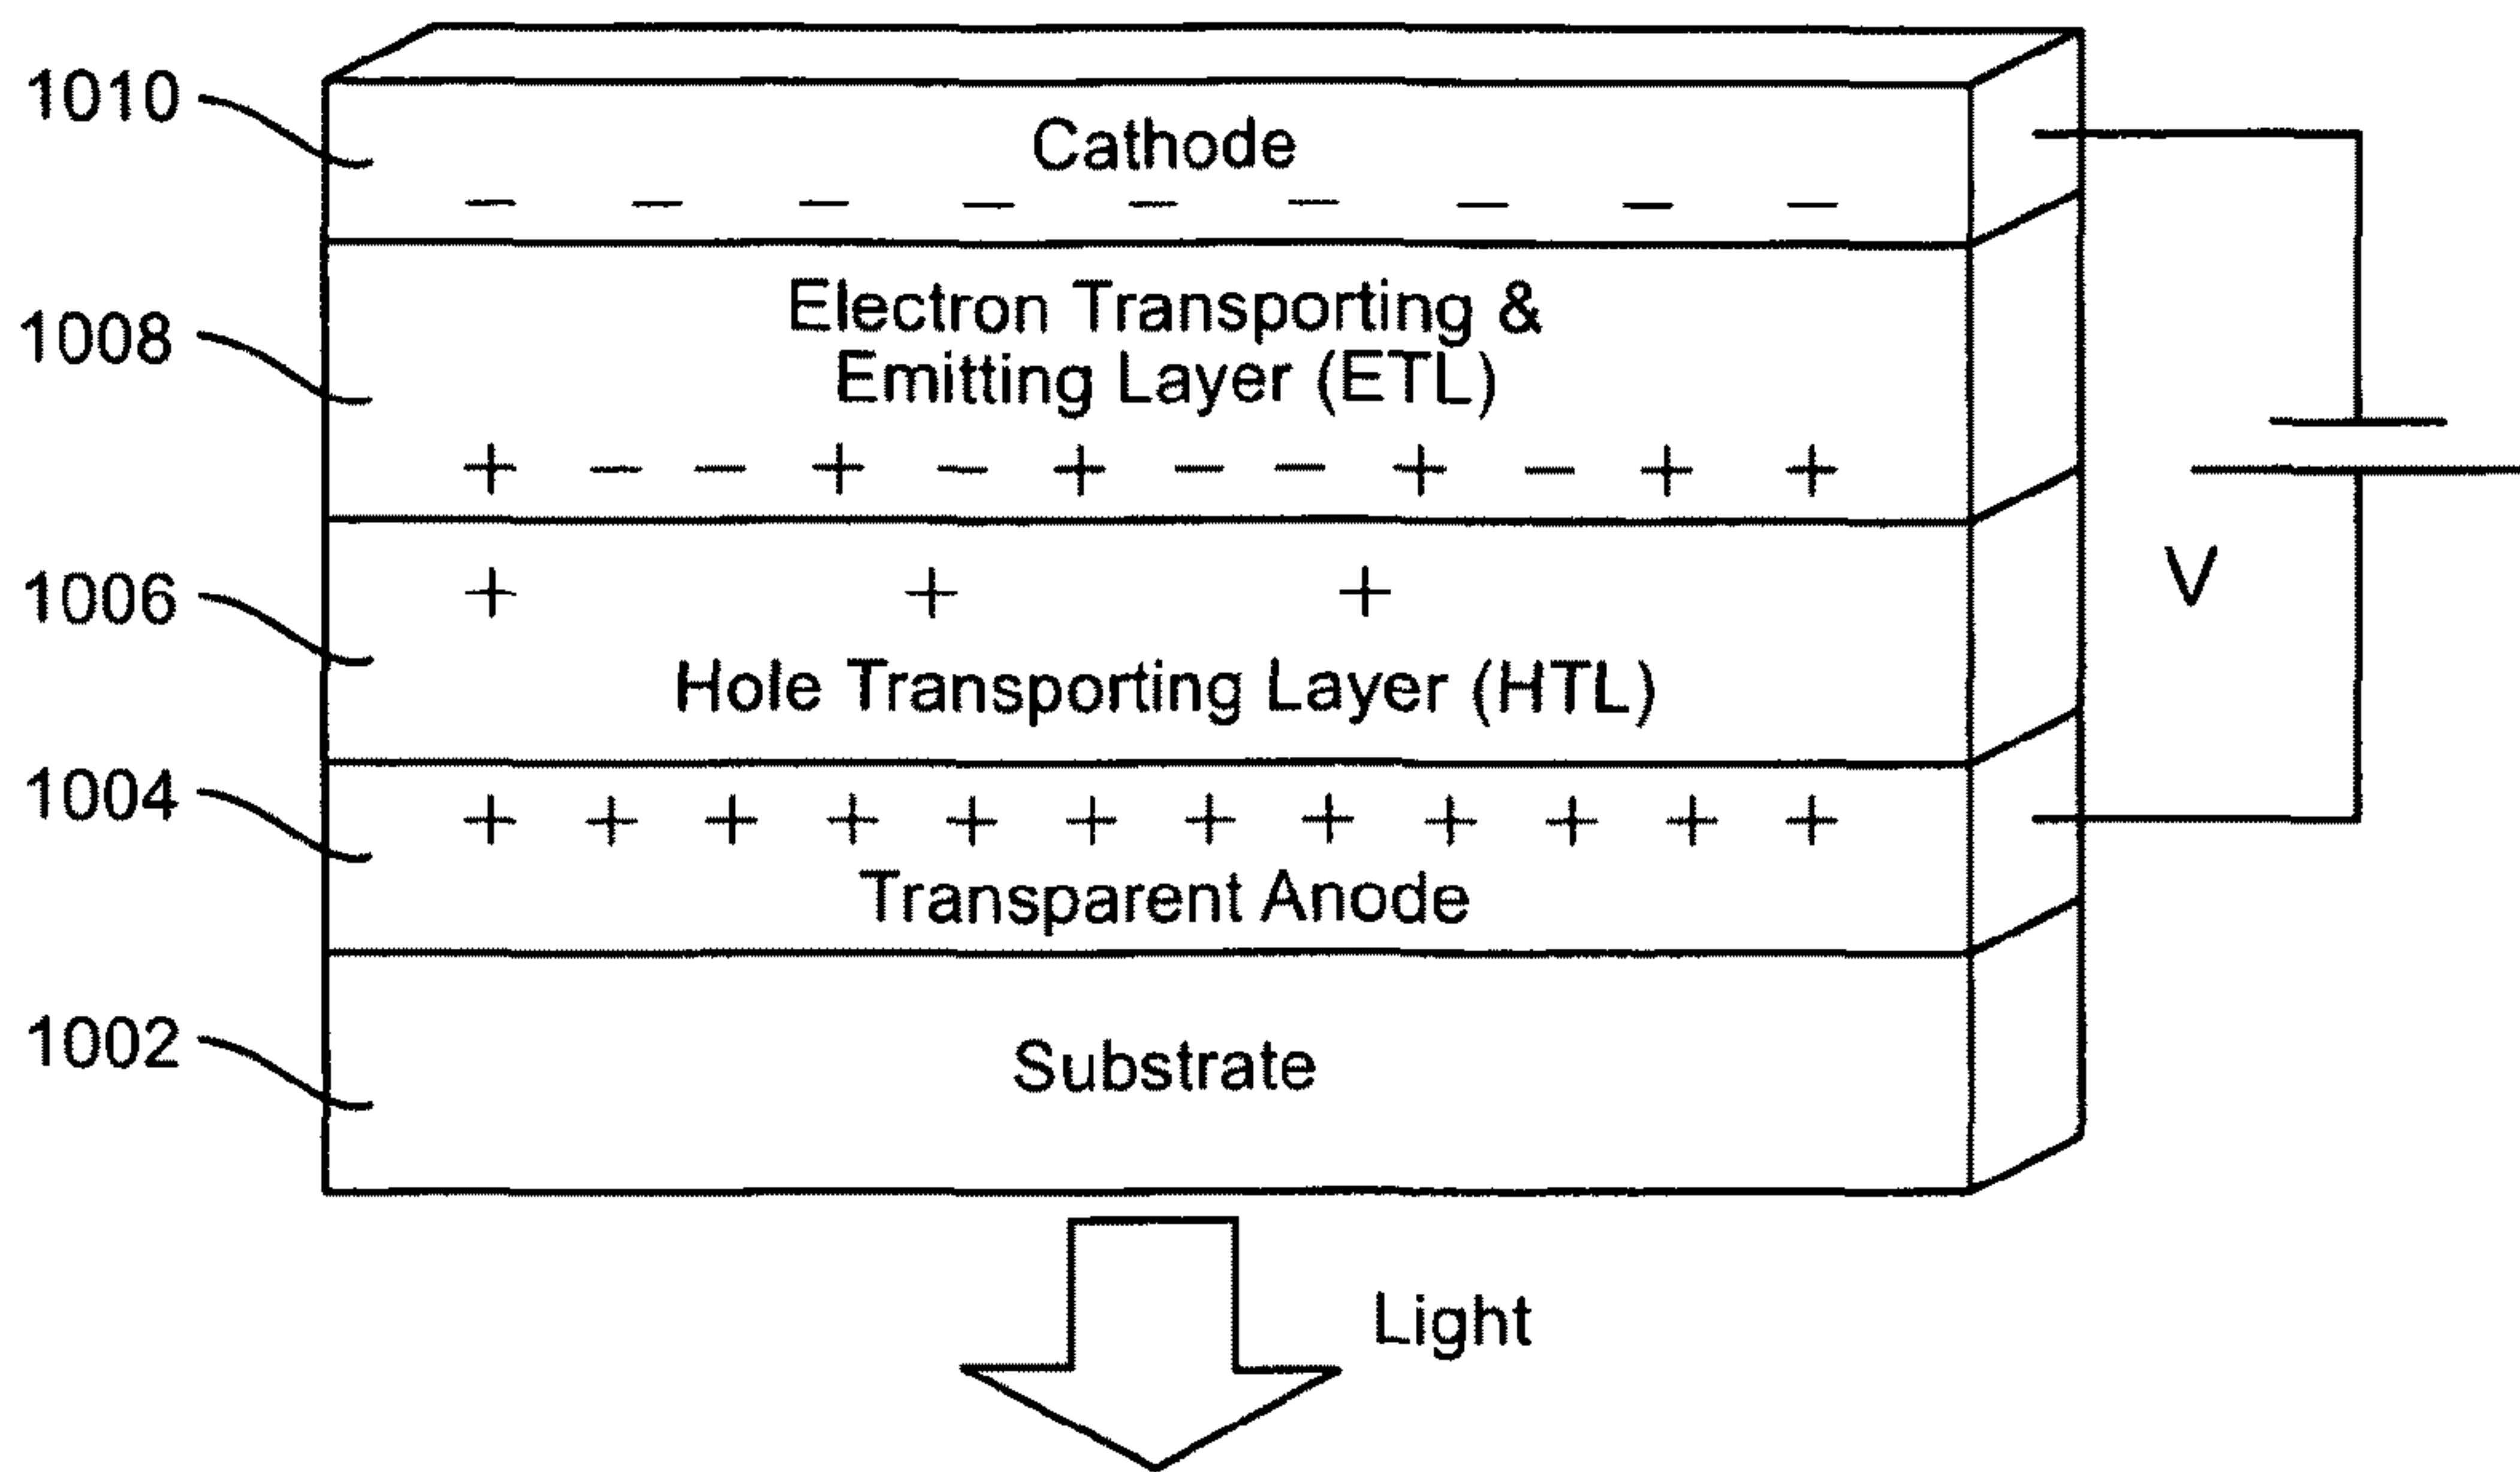 1010
Cathode
− − − − − − − − −
1008
Electron Transporting &
Emitting Layer (ETL)
+ − − + − + − − + − + +
1006
+ + +
Hole Transporting Layer (HTL)
V
1004
+ + + + + + + + + + + +
Transparent Anode
1002
Substrate
Light